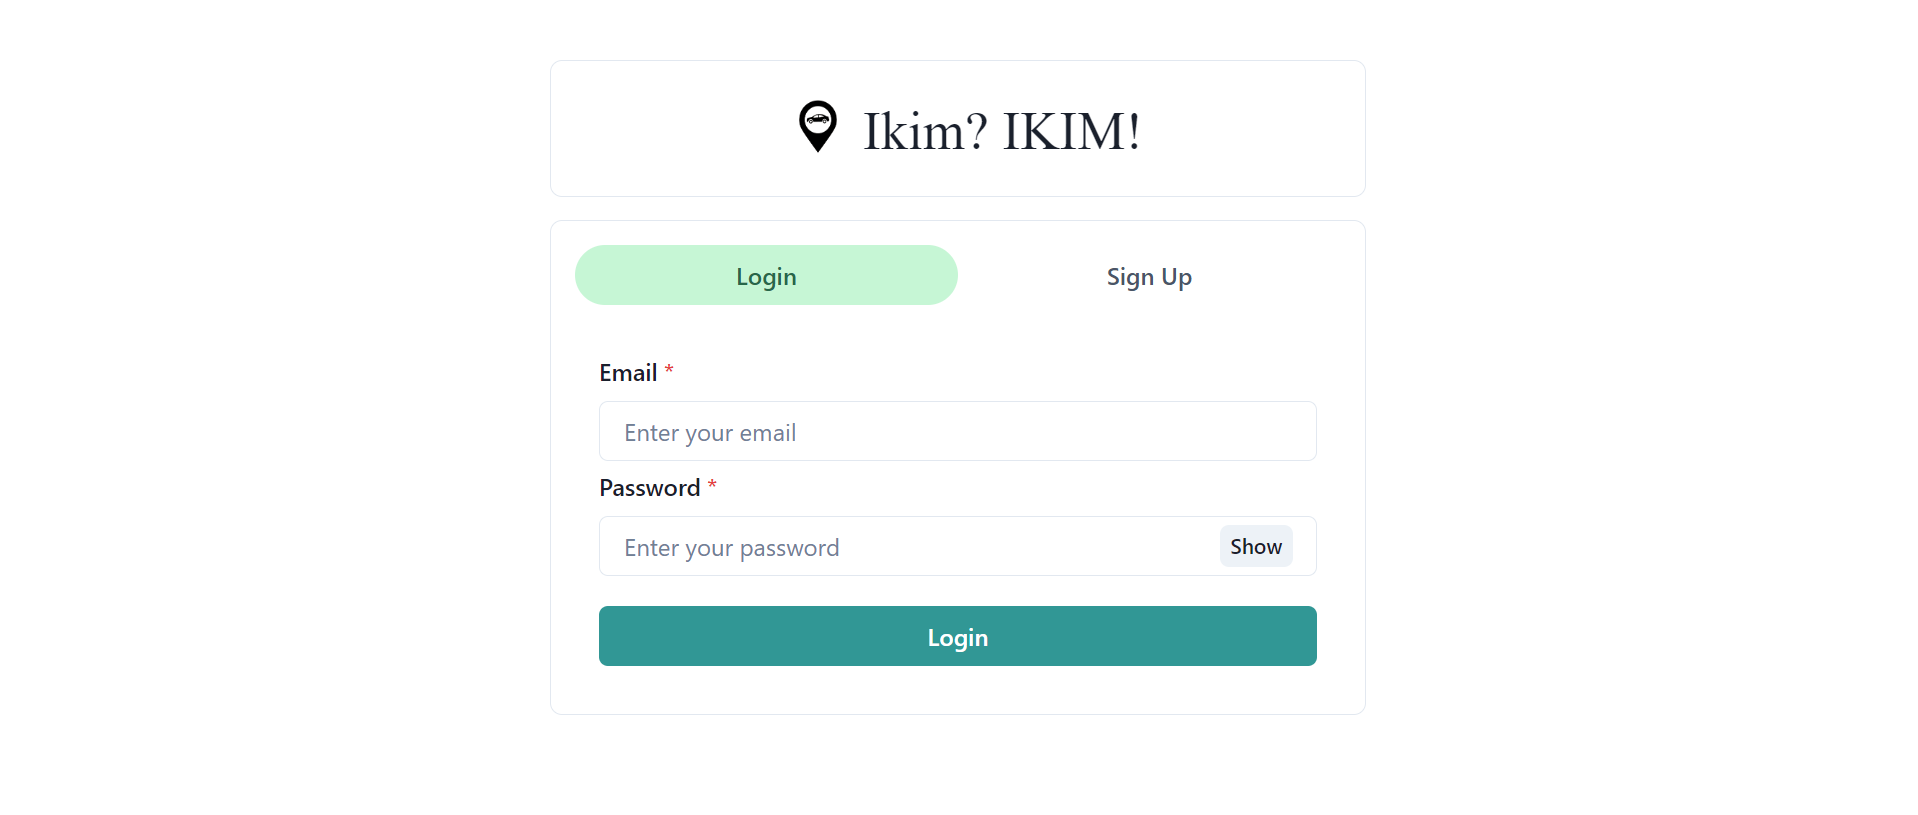 Ikim? IKIM!
Login
Sign Up
Email *
Enter your email
Password *
Enter your password
Show
Login